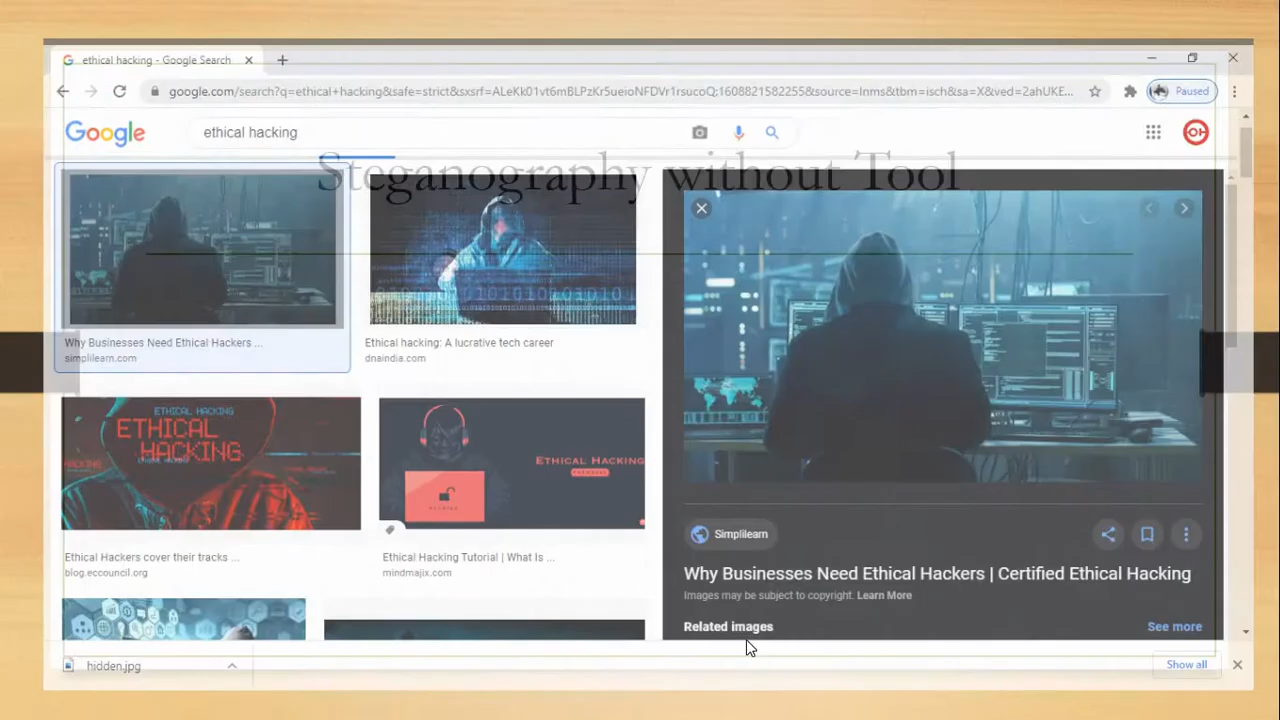 ethical hacking - Google Search
google.com/search?q=ethical+hacking&safe=strict&sxsrf=ALeKk01vt6mBLPzKr5ueioNFDVr1rsucoQ:1608821582255&source=lnms&tbm=isch&sa=X&ved=2ahUKE...
Paused
Google
ethical hacking
Steganography without Tool
Why Businesses Need Ethical Hackers ...
simplilearn.com
Ethical hacking: A lucrative tech career
dnaindia.com
ETHICAL HACKING
ETHICAL
HACKING
HACKING
ETHICAL HACKING
Ethical Hackers cover their tracks ...
blog.eccouncil.org
Ethical Hacking Tutorial | What Is ...
mindmajix.com
Simplilearn
Why Businesses Need Ethical Hackers | Certified Ethical Hacking
Images may be subject to copyright. Learn More
Related images
See more
hidden.jpg
Show all